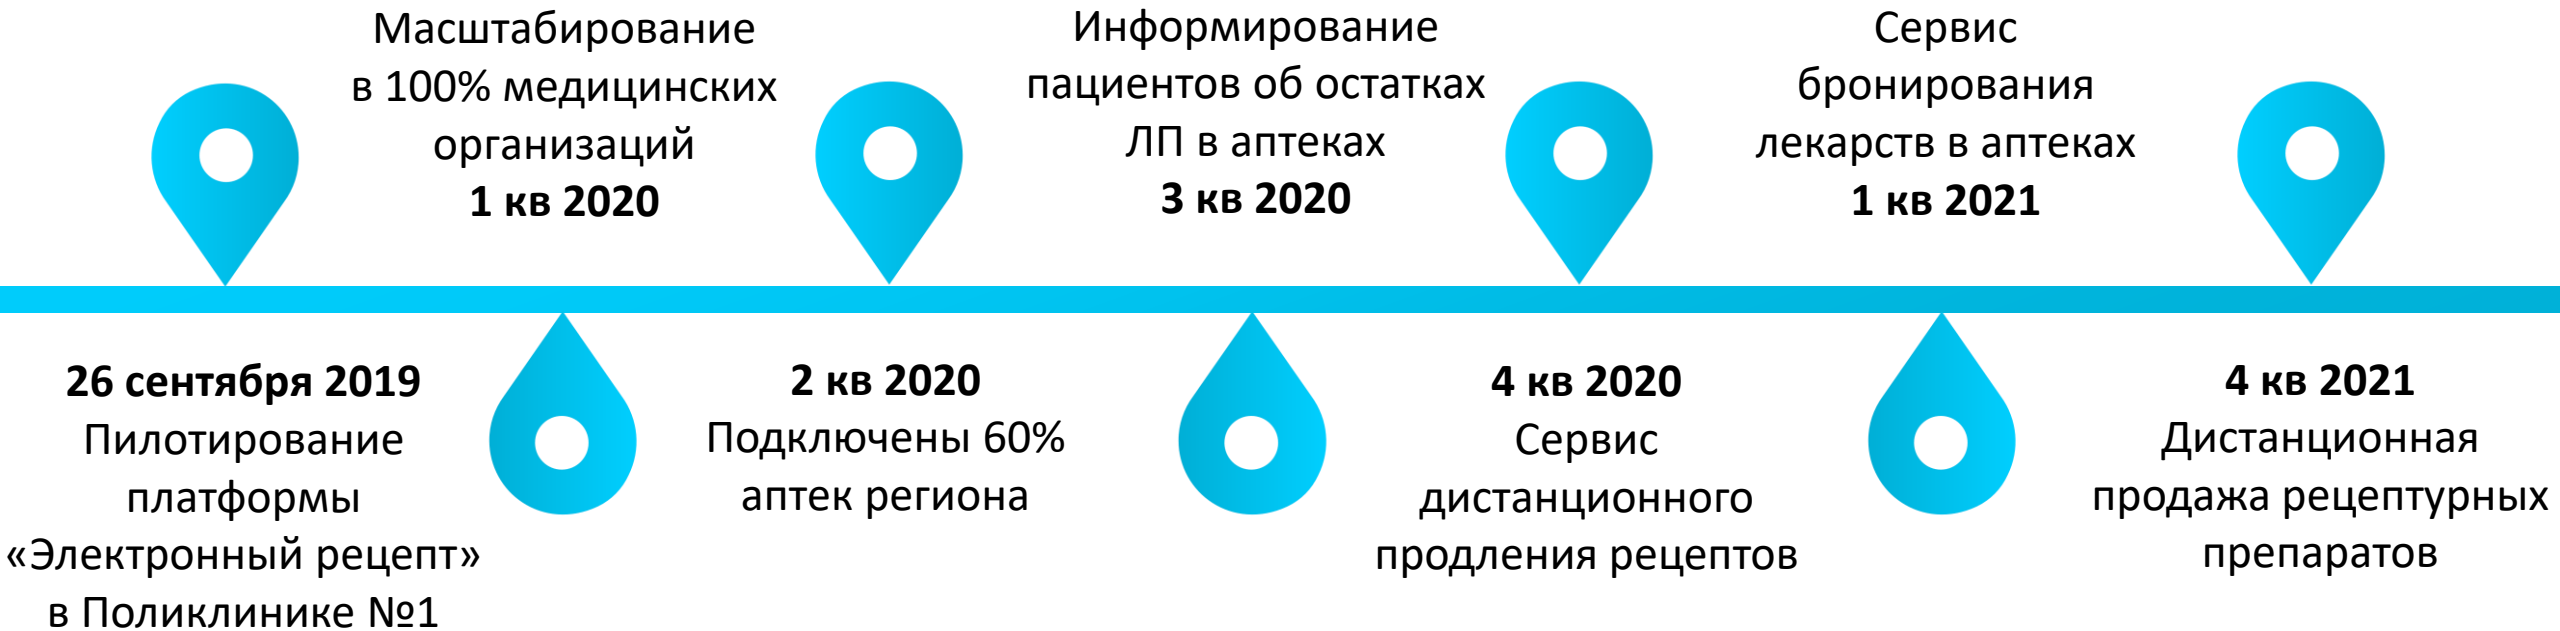 26 сентября 2019
Пилотирование
платформы
«Электронный рецепт»
в Поликлинике №1
Масштабирование
в 100% медицинских
организаций
1 кв 2020
2 кв 2020
Подключены 60%
аптек региона
Информирование
пациентов об остатках
ЛП в аптеках
3 кв 2020
4 кв 2020
Сервис
дистанционного
продления рецептов
Сервис
бронирования
лекарств в аптеках
1 кв 2021
4 кв 2021
Дистанционная
продажа рецептурных
препаратов